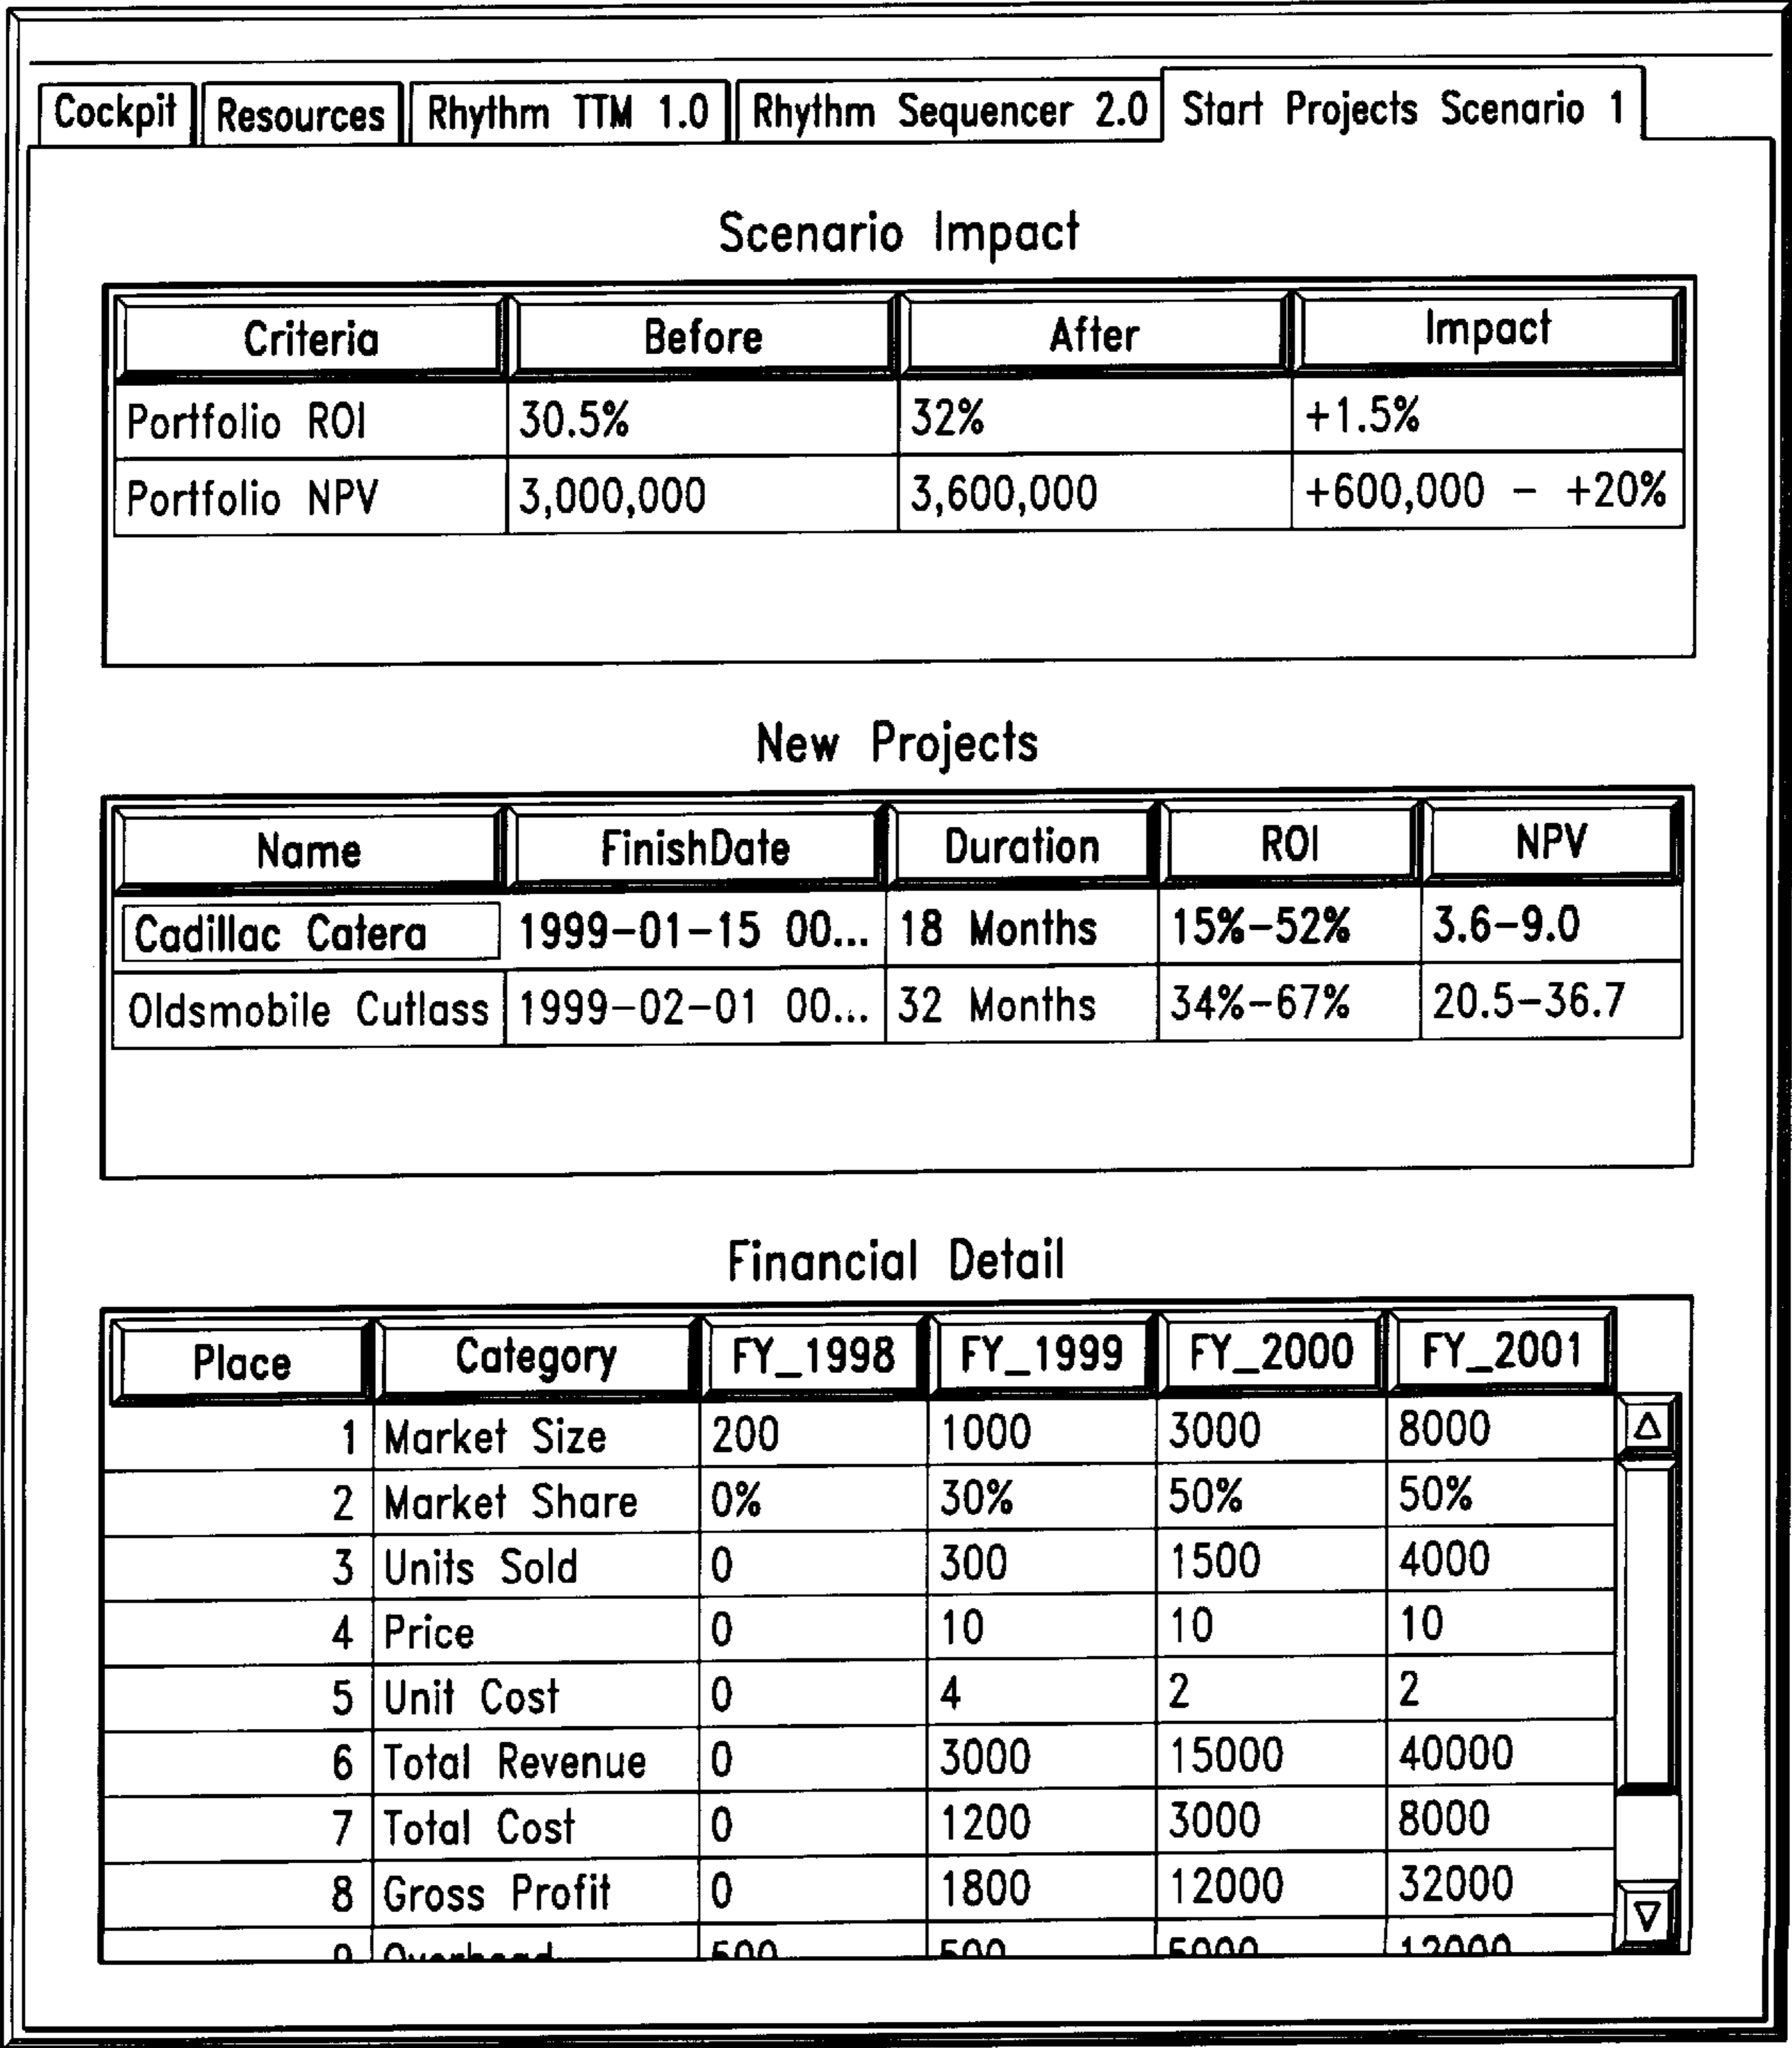 Cockpit Resources Rhythm TTM 1.0 Rhythm Sequencer 2.0 Start Projects Scenario 1
Scenario Impact
Criteria Before After Impact
Portfolio ROI 30.5% 32% +1.5%
Portfolio NPV 3,000,000 3,600,000 +600,000 - +20%
New Projects
Name FinishDate Duration ROI NPV
Cadillac Catera 1999-01-15 00... 18 Months 15%-52% 3.6-9.0
Oldsmobile Cutlass 1999-02-01 00... 32 Months 34%-67% 20.5-36.7
Financial Detail
Place Category FY_1998 FY_1999 FY_2000 FY_2001
1 Market Size 200 1000 3000 8000
2 Market Share 0% 30% 50% 50%
3 Units Sold 0 300 1500 4000
4 Price 0 10 10 10
5 Unit Cost 0 4 2 2
6 Total Revenue 0 3000 15000 40000
7 Total Cost 0 1200 3000 8000
8 Gross Profit 0 1800 12000 32000
9 Overhead 500 500 5000 12000